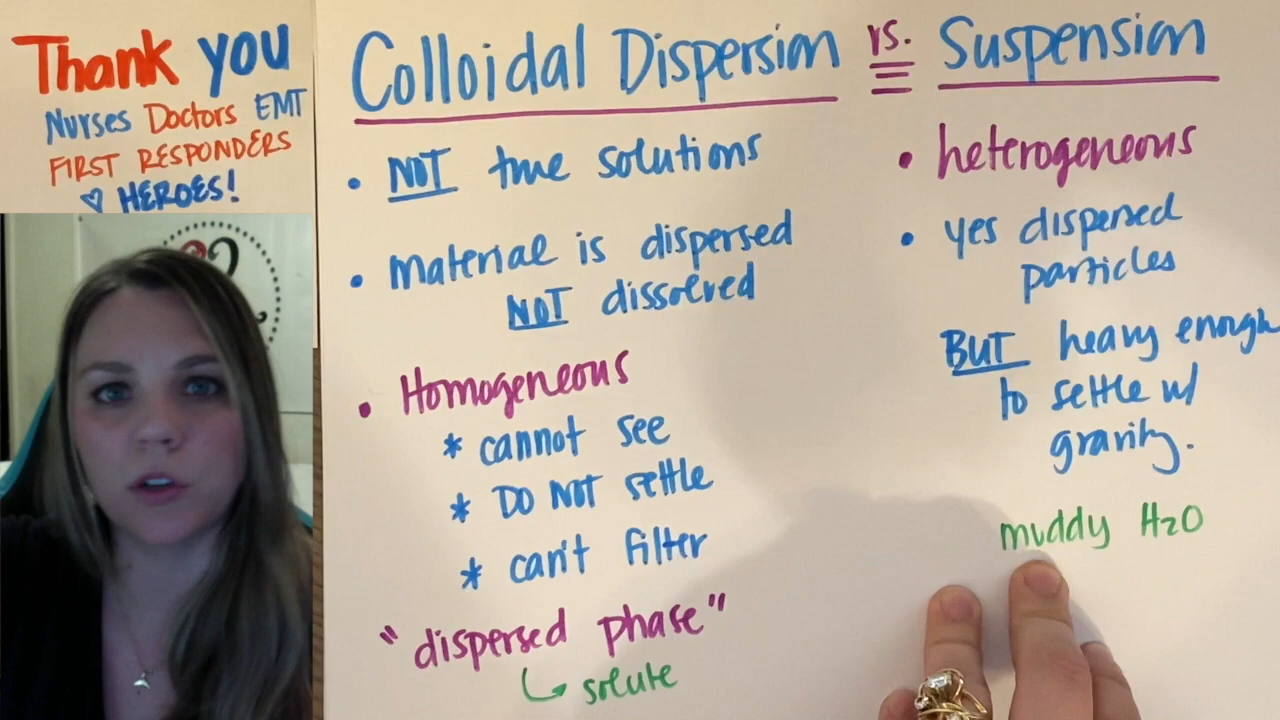 Thank you
Nurses Doctors EMT
FIRST RESPONDERS
♡ HEROES!
Colloidal Dispersion vs. Suspension
• NOT true solutions
• material is dispersed
NOT dissolved
• Homogeneous
* cannot see
* DO NOT settle
* can't filter
"dispersed phase"
↳ solute
• heterogeneous
• yes dispersed
particles
BUT heavy enough
to settle w/
gravity.
muddy H2O